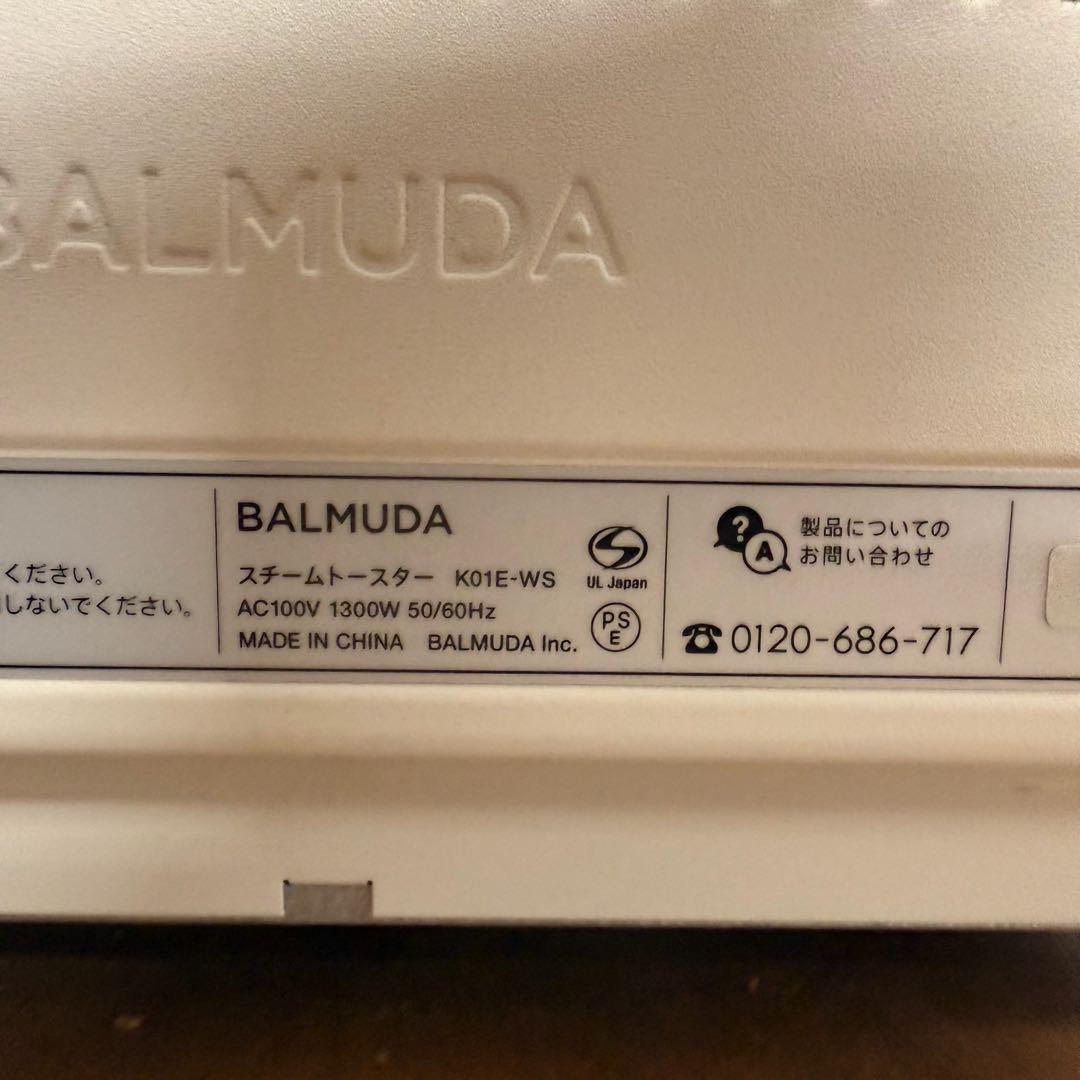 BALMUDA
ください。
しないでください。
BALMUDA
スチームトースター K01E-WS
AC100V 1300W 50/60Hz
MADE IN CHINA BALMUDA Inc.
UL Japan
PS
E
?
A
製品についての
お問い合わせ
0120-686-717